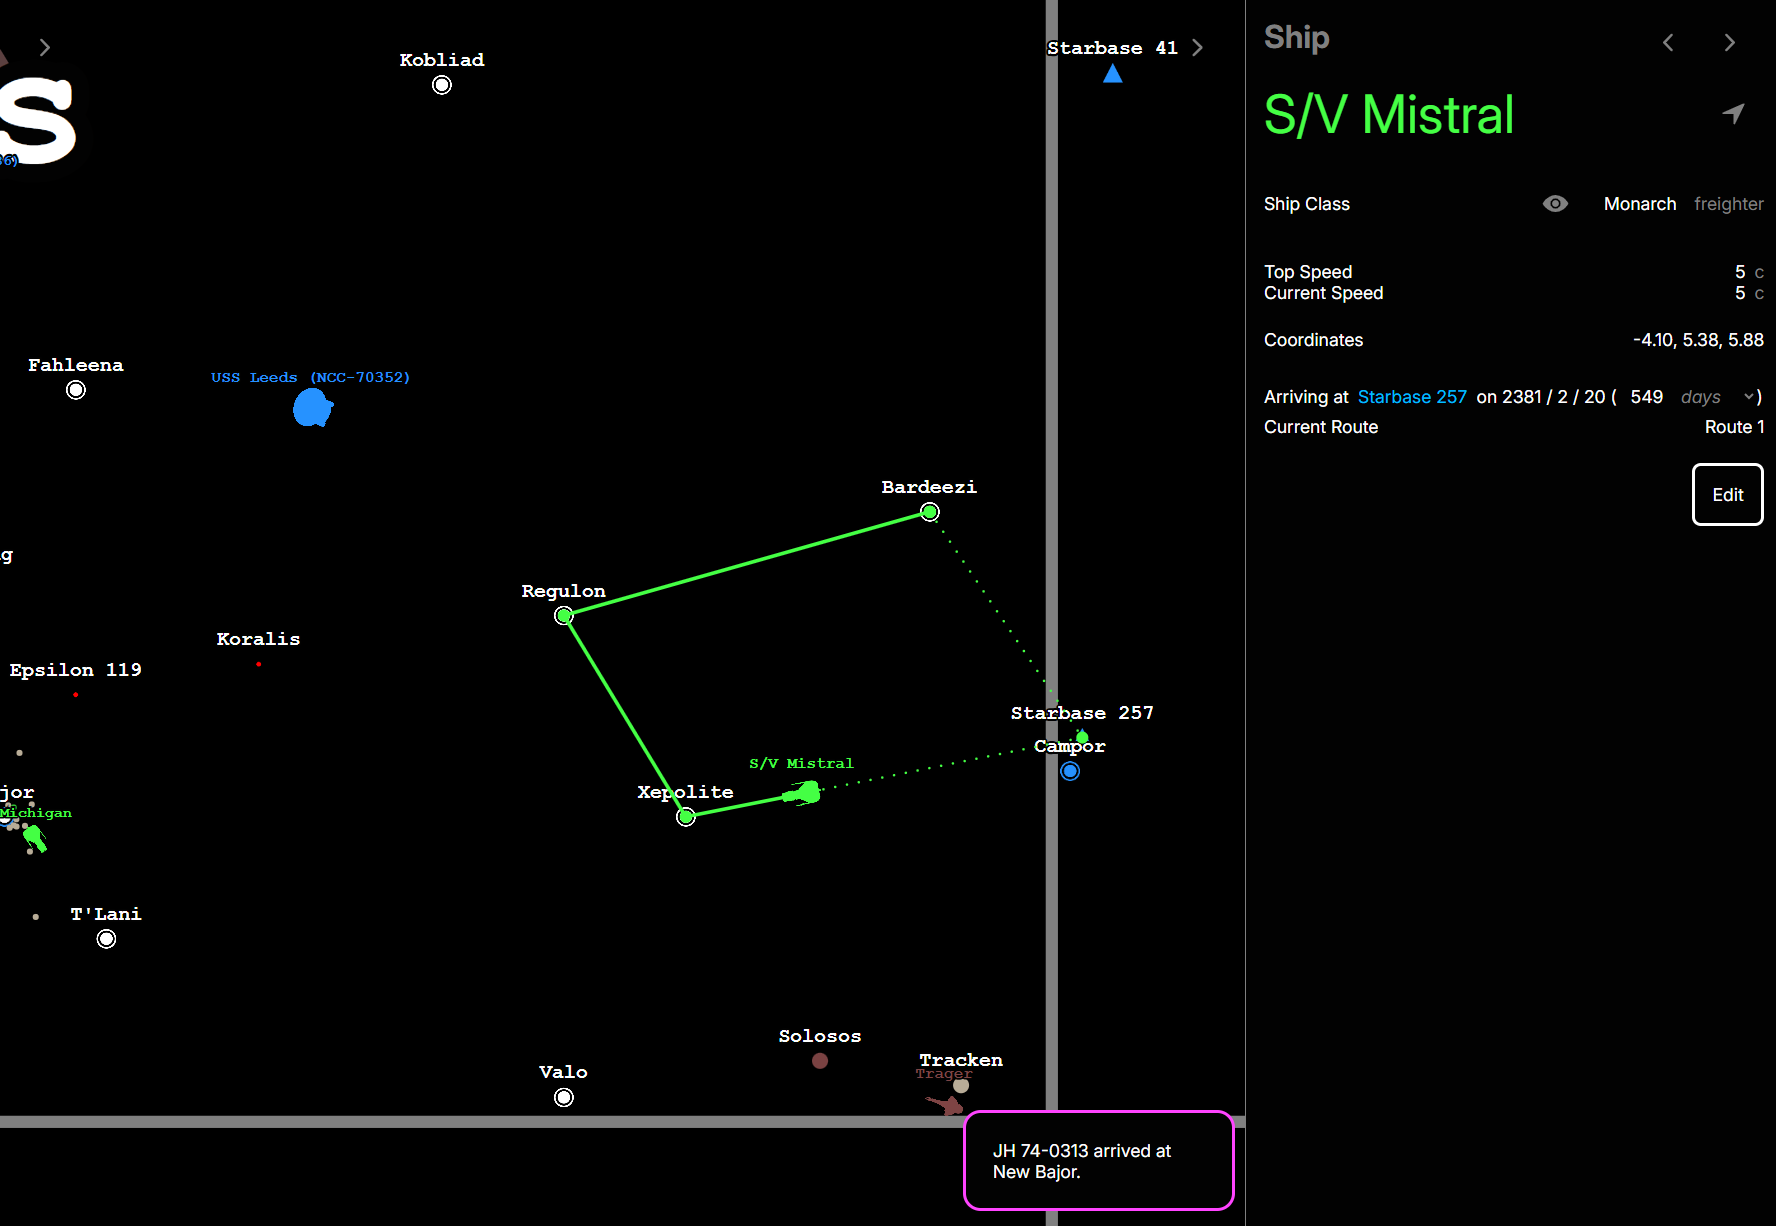 Kobliad
Starbase 41
S
Fahleena
USS Leeds (NCC-70352)
Bardeezi
g
Regulon
Koralis
Epsilon 119
Starbase 257
Campor
S/V Mistral
Xepolite
jor
Michigan
T'Lani
Solosos
Tracken
Trager
Valo
JH 74-0313 arrived at
New Bajor.
Ship
S/V Mistral
Ship Class Monarch freighter
Top Speed 5 c
Current Speed 5 c
Coordinates -4.10, 5.38, 5.88
Arriving at Starbase 257 on 2381 / 2 / 20 ( 549 days )
Current Route Route 1
Edit